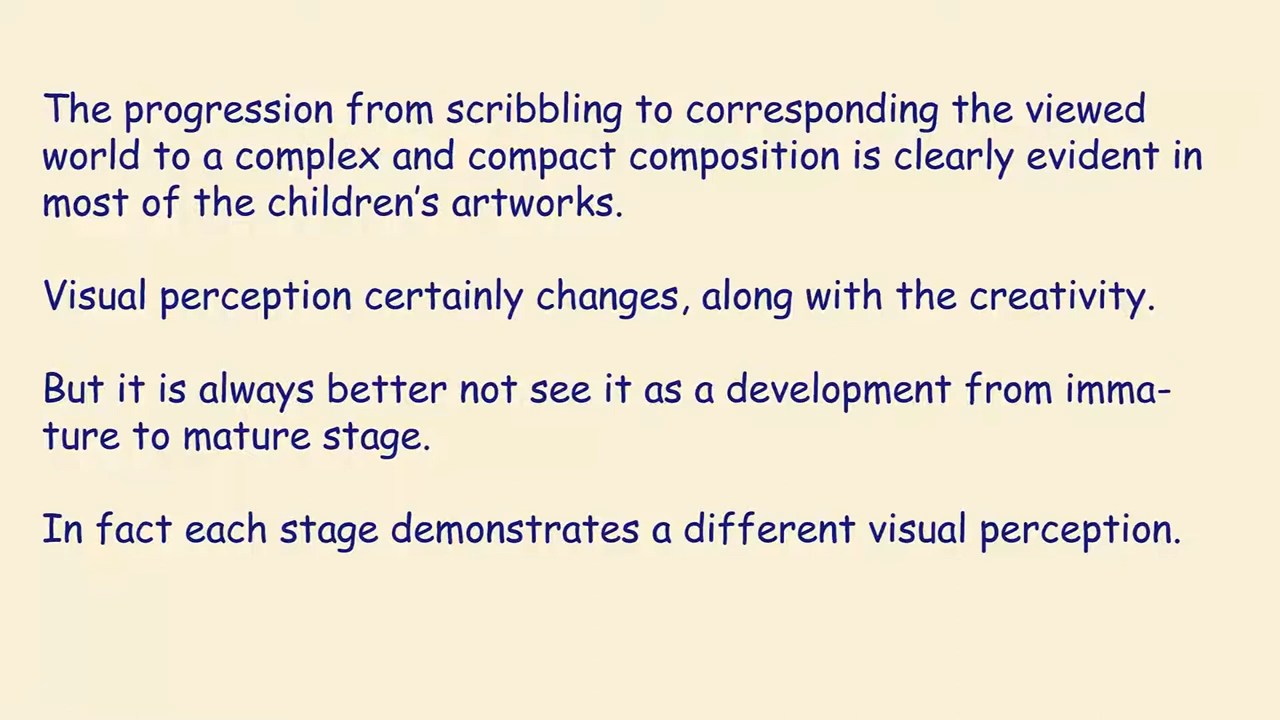 The progression from scribbling to corresponding the viewed
world to a complex and compact composition is clearly evident in
most of the children's artworks.
Visual perception certainly changes, along with the creativity.
But it is always better not see it as a development from imma-
ture to mature stage.
In fact each stage demonstrates a different visual perception.